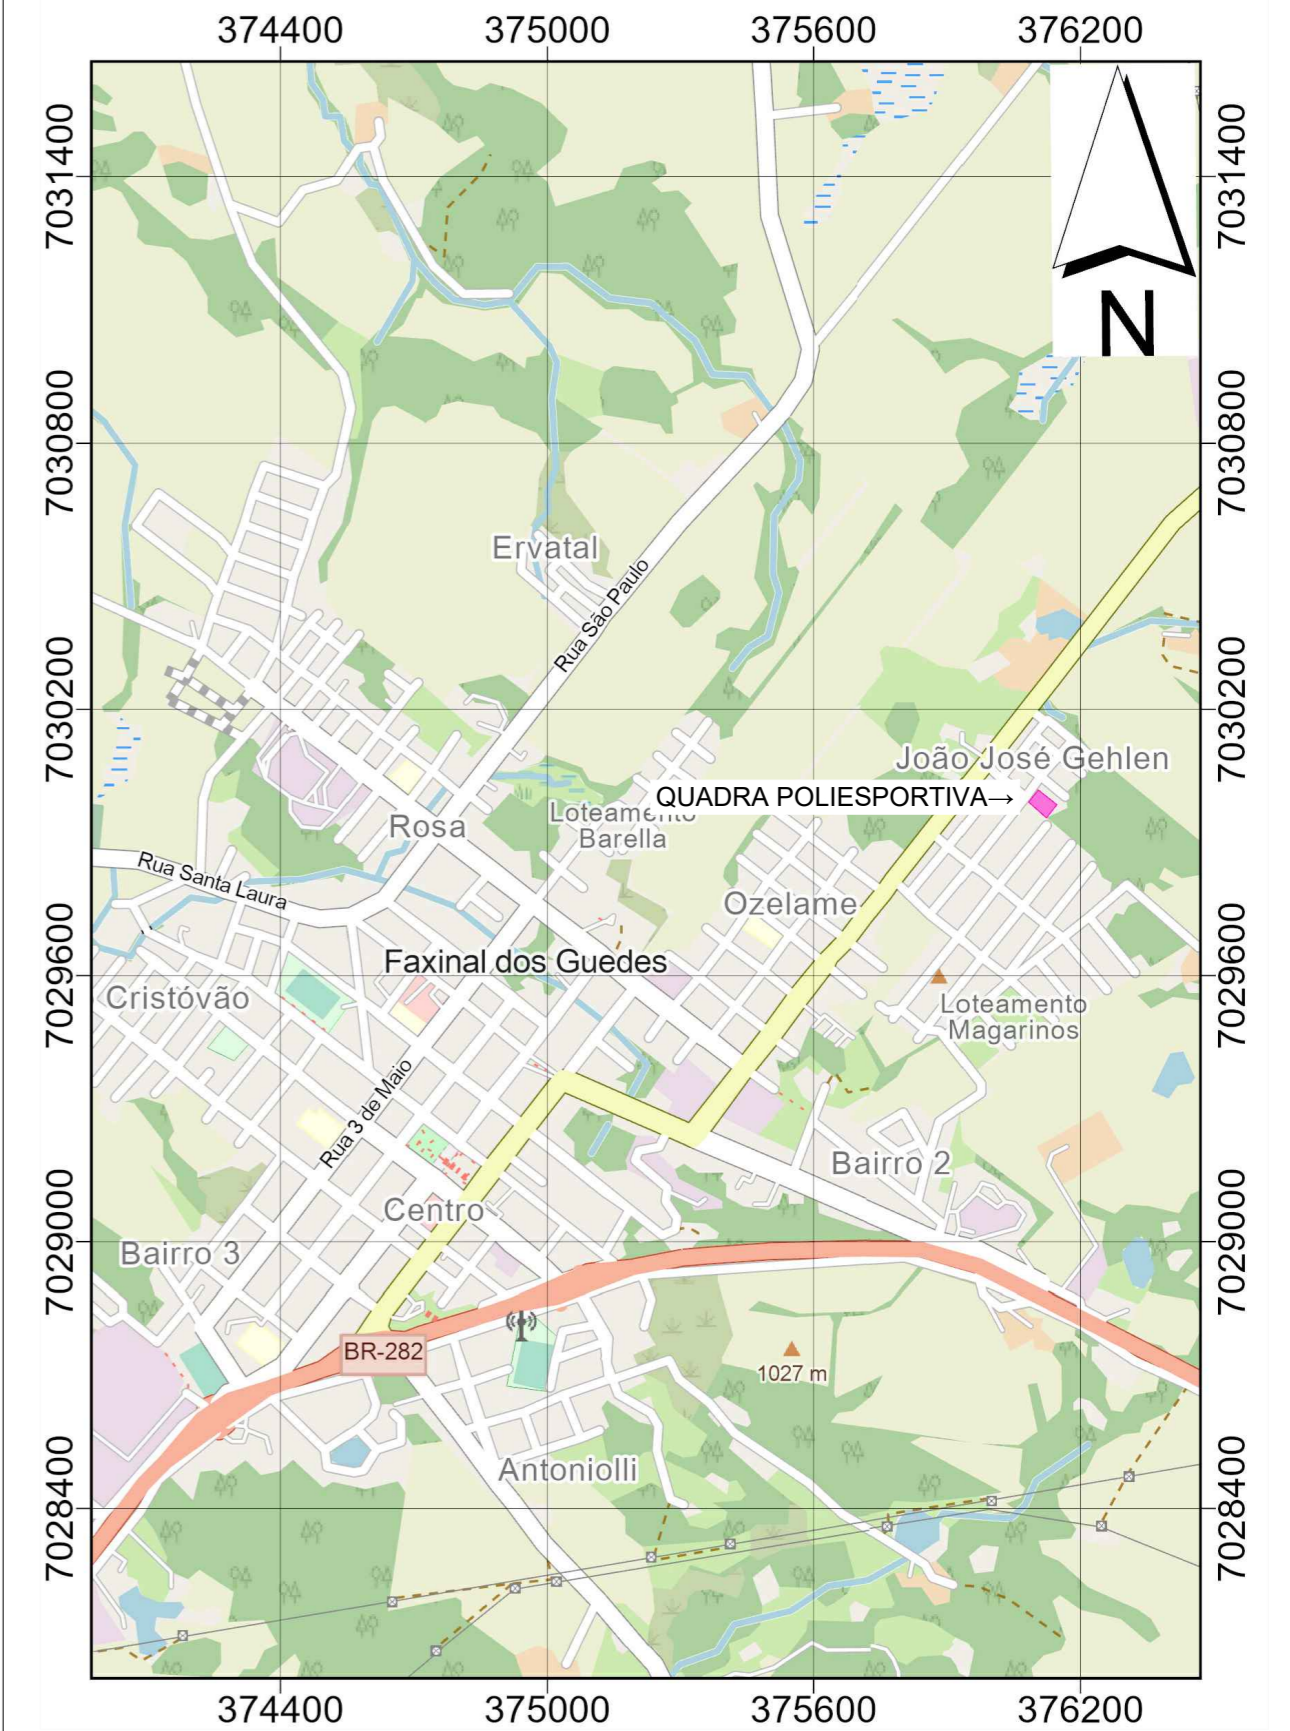 374400 375000 375600 376200
7031400
7031400
N
7030800
7030800
Ervatal
Rua São Paulo
7030200
7030200
João José Gehlen
QUADRA POLIESPORTIVA→
Loteamento
Barella
Rosa
Rua Santa Laura
Ozelame
7029600
7029600
Faxinal dos Guedes
Cristóvão
Loteamento
Magarinos
Rua 3 de Maio
Bairro 2
Centro
7029000
7029000
Bairro 3
BR-282
1027 m
Antoniolli
7028400
7028400
374400 375000 375600 376200